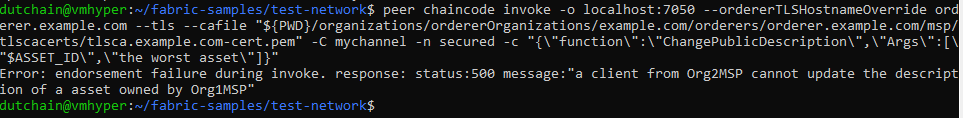 dutchain@vmhyper:~/fabric-samples/test-network$ peer chaincode invoke -o localhost:7050 --ordererTLSHostnameOverride ord
erer.example.com --tls --cafile "${PWD}/organizations/ordererOrganizations/example.com/orderers/orderer.example.com/msp/
tlscacerts/tlsca.example.com-cert.pem" -C mychannel -n secured -c "{\"function\":\"ChangePublicDescription\",\"Args\":[\
"$ASSET_ID\",\"the worst asset\"]}"
Error: endorsement failure during invoke. response: status:500 message:"a client from Org2MSP cannot update the descript
ion of a asset owned by Org1MSP"
dutchain@vmhyper:~/fabric-samples/test-network$